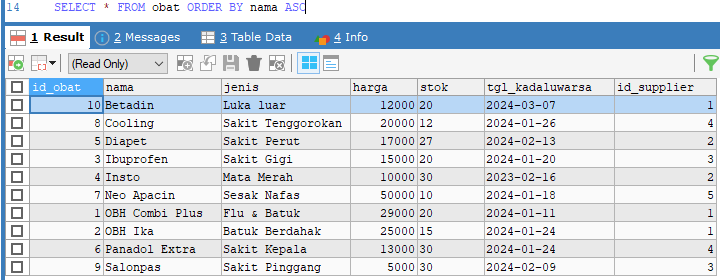 14 SELECT * FROM obat ORDER BY nama ASC
1 Result 2 Messages 3 Table Data 4 Info
(Read Only)
id_obat nama jenis harga stok tgl_kadaluwarsa id_supplier
10 Betadin Luka luar 12000 20 2024-03-07 1
8 Cooling Sakit Tenggorokan 20000 12 2024-01-26 4
5 Diapet Sakit Perut 17000 27 2024-02-13 2
3 Ibuprofen Sakit Gigi 15000 20 2024-01-20 3
4 Insto Mata Merah 10000 30 2023-02-16 2
7 Neo Apacin Sesak Nafas 50000 10 2024-01-18 5
1 OBH Combi Plus Flu & Batuk 29000 20 2024-01-11 1
2 OBH Ika Batuk Berdahak 25000 15 2024-01-24 1
6 Panadol Extra Sakit Kepala 13000 30 2024-01-24 4
9 Salonpas Sakit Pinggang 5000 30 2024-02-09 3